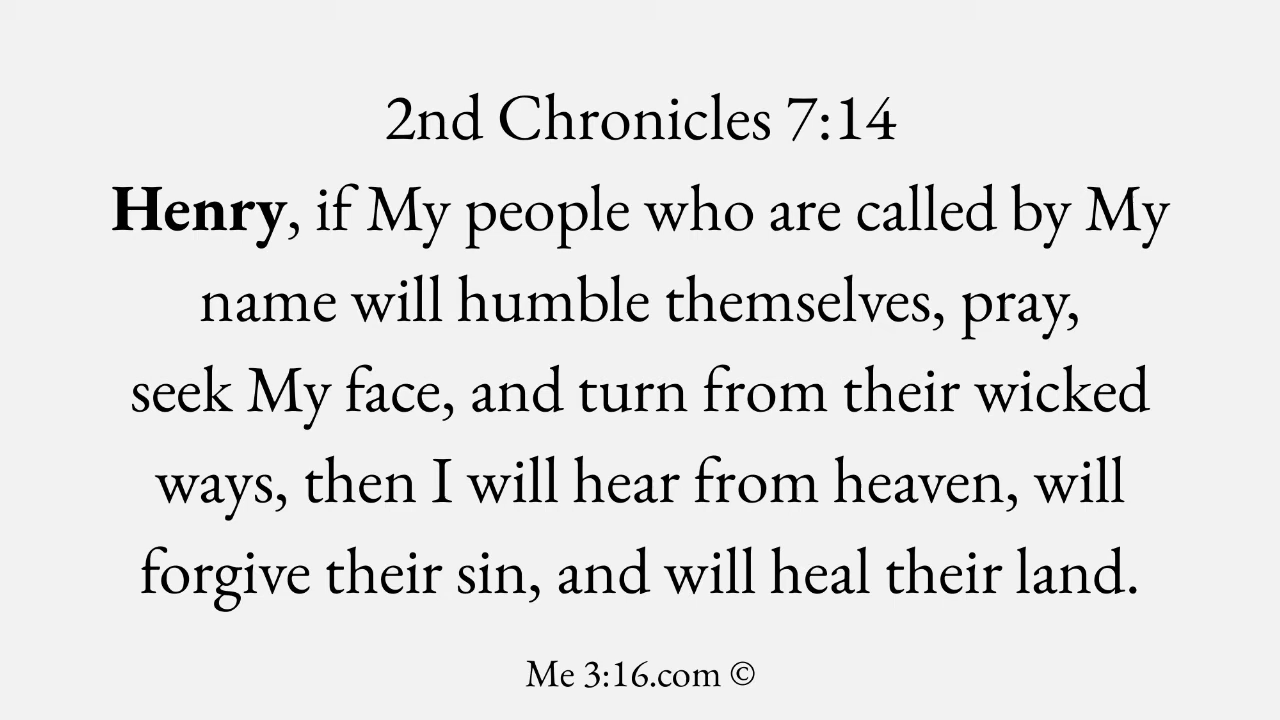 2nd Chronicles 7:14
Henry, if My people who are called by My
name will humble themselves, pray,
seek My face, and turn from their wicked
ways, then I will hear from heaven, will
forgive their sin, and will heal their land.
Me 3:16.com ©